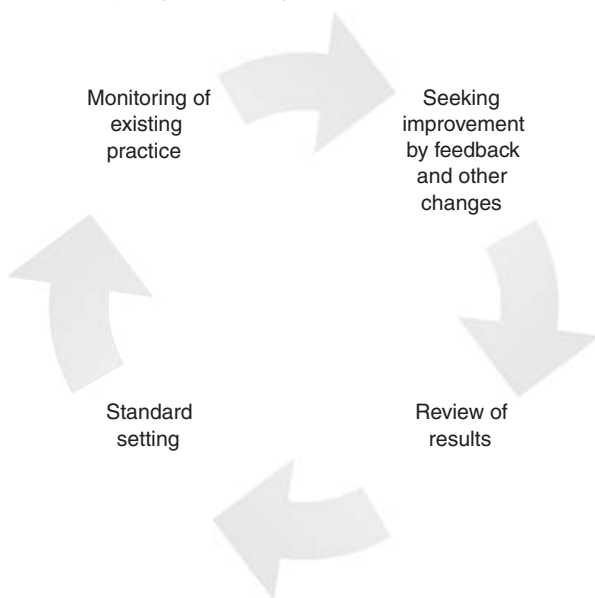 Monitoring of
existing
practice
Seeking
improvement
by feedback
and other
changes
Review of
results
Standard
setting